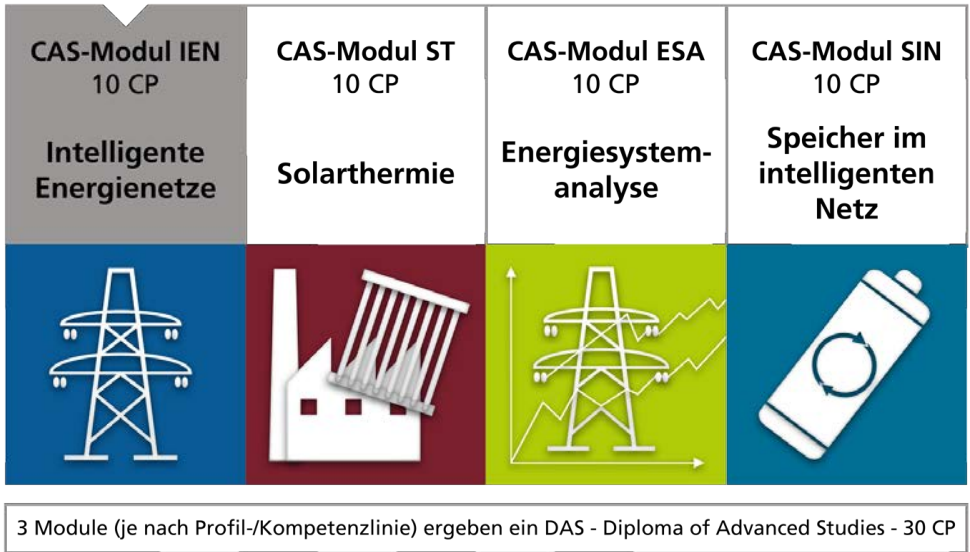 CAS-Modul IEN
10 CP
Intelligente
Energienetze
CAS-Modul ST
10 CP
Solarthermie
CAS-Modul ESA
10 CP
Energiesystem-
analyse
CAS-Modul SIN
10 CP
Speicher im
intelligenten
Netz
3 Module (je nach Profil-/Kompetenzlinie) ergeben ein DAS - Diploma of Advanced Studies - 30 CP